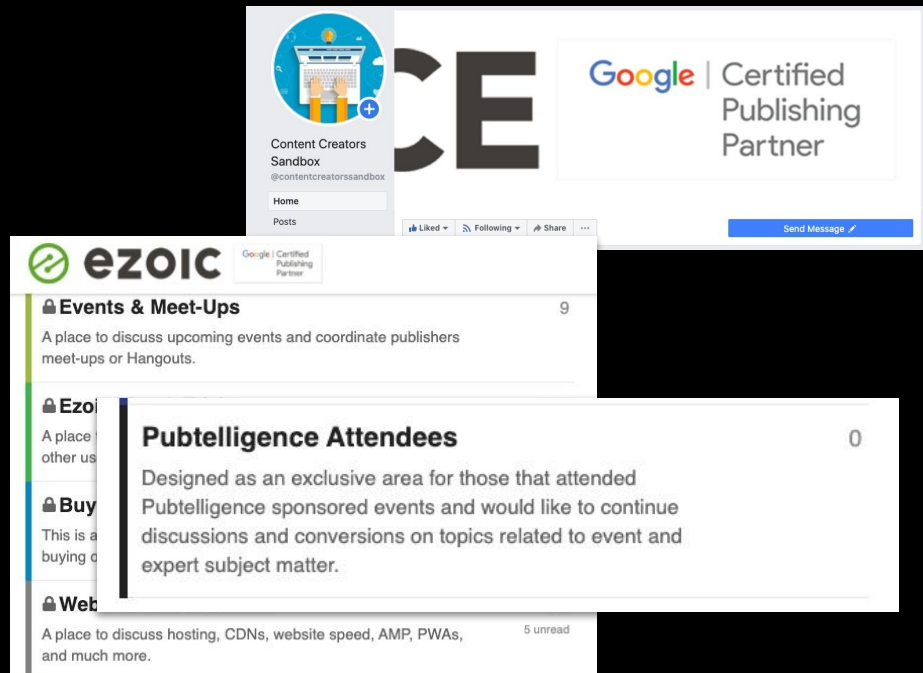 Content Creators
Sandbox
@contentcreatorssandbox
Home
Posts
CE
Google | Certified
Publishing
Partner
Liked
Following
Share
...
Send Message
ezoic
Google | Certified
Publishing
Partner
Events & Meet-Ups
9
A place to discuss upcoming events and coordinate publishers
meet-ups or Hangouts.
Ezoi
A place
other us
Buy
This is a
buying
Web
A place to discuss hosting, CDNs, website speed, AMP, PWAs,
and much more.
5 unread
Pubtelligence Attendees
0
Designed as an exclusive area for those that attended
Pubtelligence sponsored events and would like to continue
discussions and conversions on topics related to event and
expert subject matter.